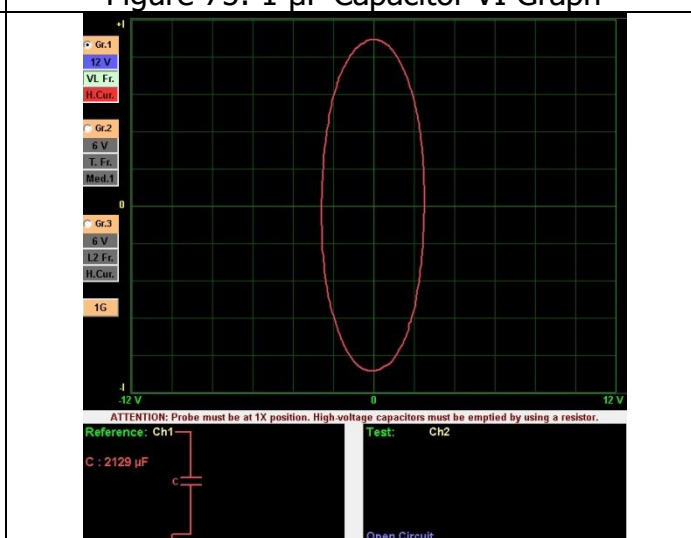 Figure 75: 1 µF Capacitor VI Graph
+I
Gr.1
12 V
VL Fr.
H.Cur.
Gr.2
6 V
T. Fr.
Med.1
0
Gr.3
6 V
L2 Fr.
H.Cur.
1G
-I
-12 V
0
12 V
ATTENTION: Probe must be at 1X position. High-voltage capacitors must be emptied by using a resistor.
Reference: Ch1
Test: Ch2
C : 2129 µF
C
Open Circuit